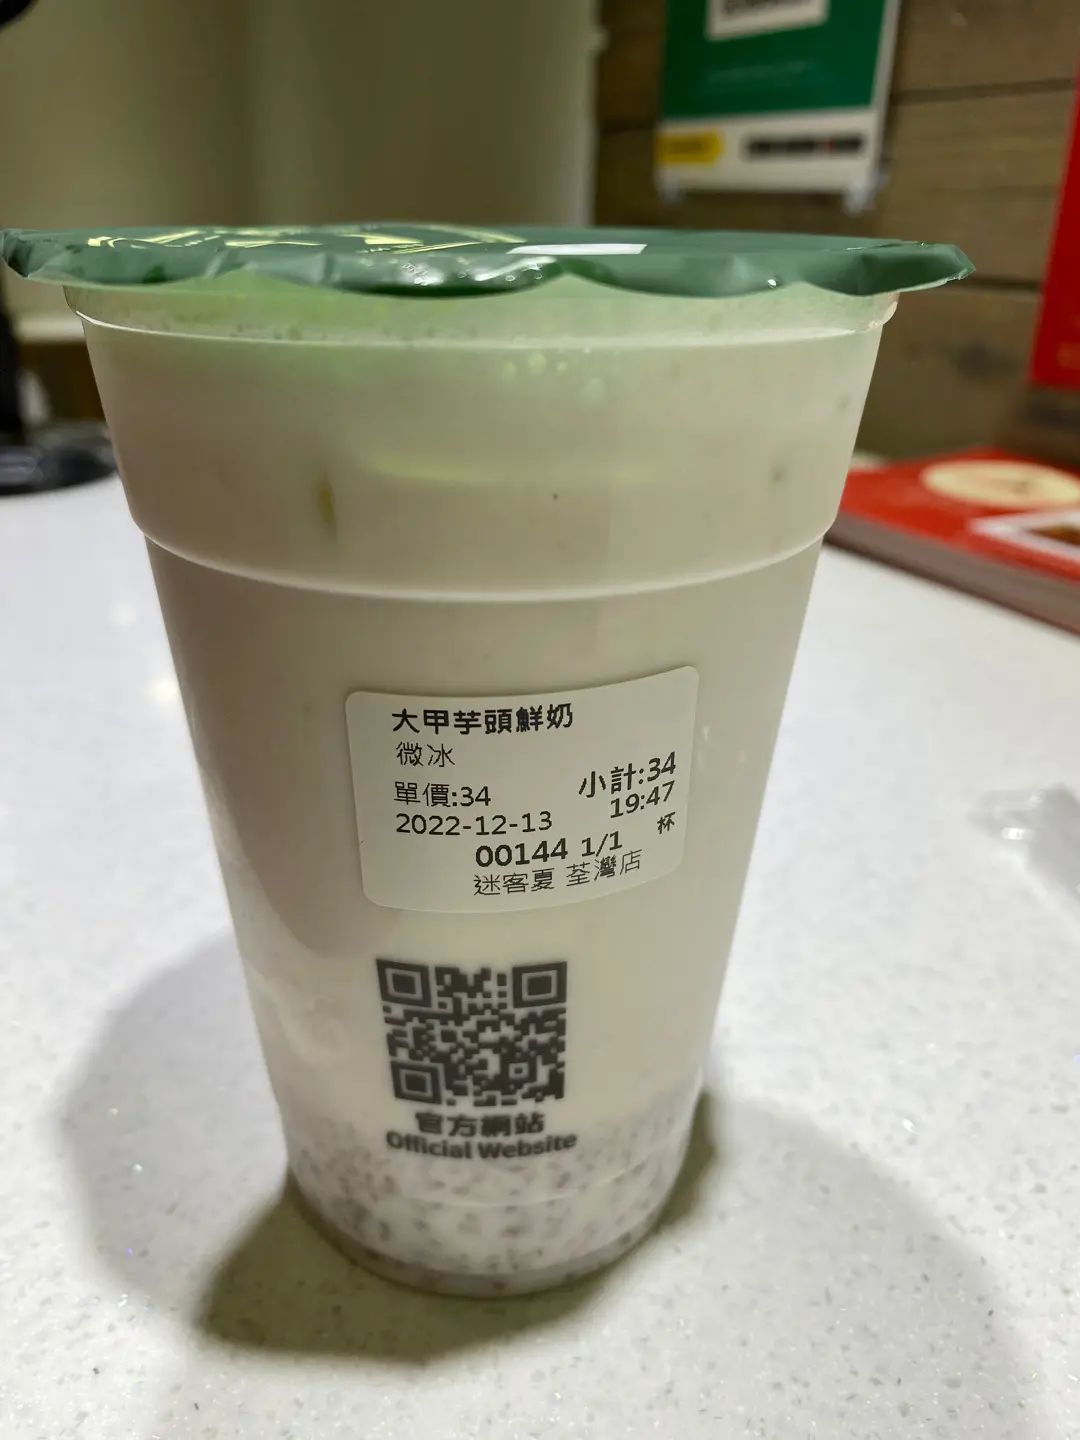 大甲芋頭鮮奶
微冰
單價:34 小計:34
2022-12-13 19:47
00144 1/1 杯
迷客夏 荃灣店
官方網站
Official Website